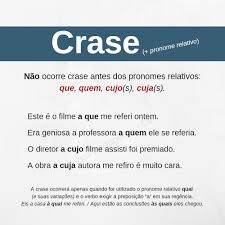 Crase (+ pronome relativo)
Não ocorre crase antes dos pronomes relativos:
que, quem, cujo(s), cuja(s).
Este é o filme a que me referi ontem.
Era geniosa a professora a quem ele se referia.
O diretor a cujo filme assisti foi premiado.
A obra a cuja autora me refiro é muito cara.
A crase ocorrerá apenas quando for utilizado o pronome relativo qual
(e suas variações) e o verbo exigir a preposição "a" em sua regência.
Eis a casa à qual me referi. / Aqui estão as conclusões às quais eles chegou.